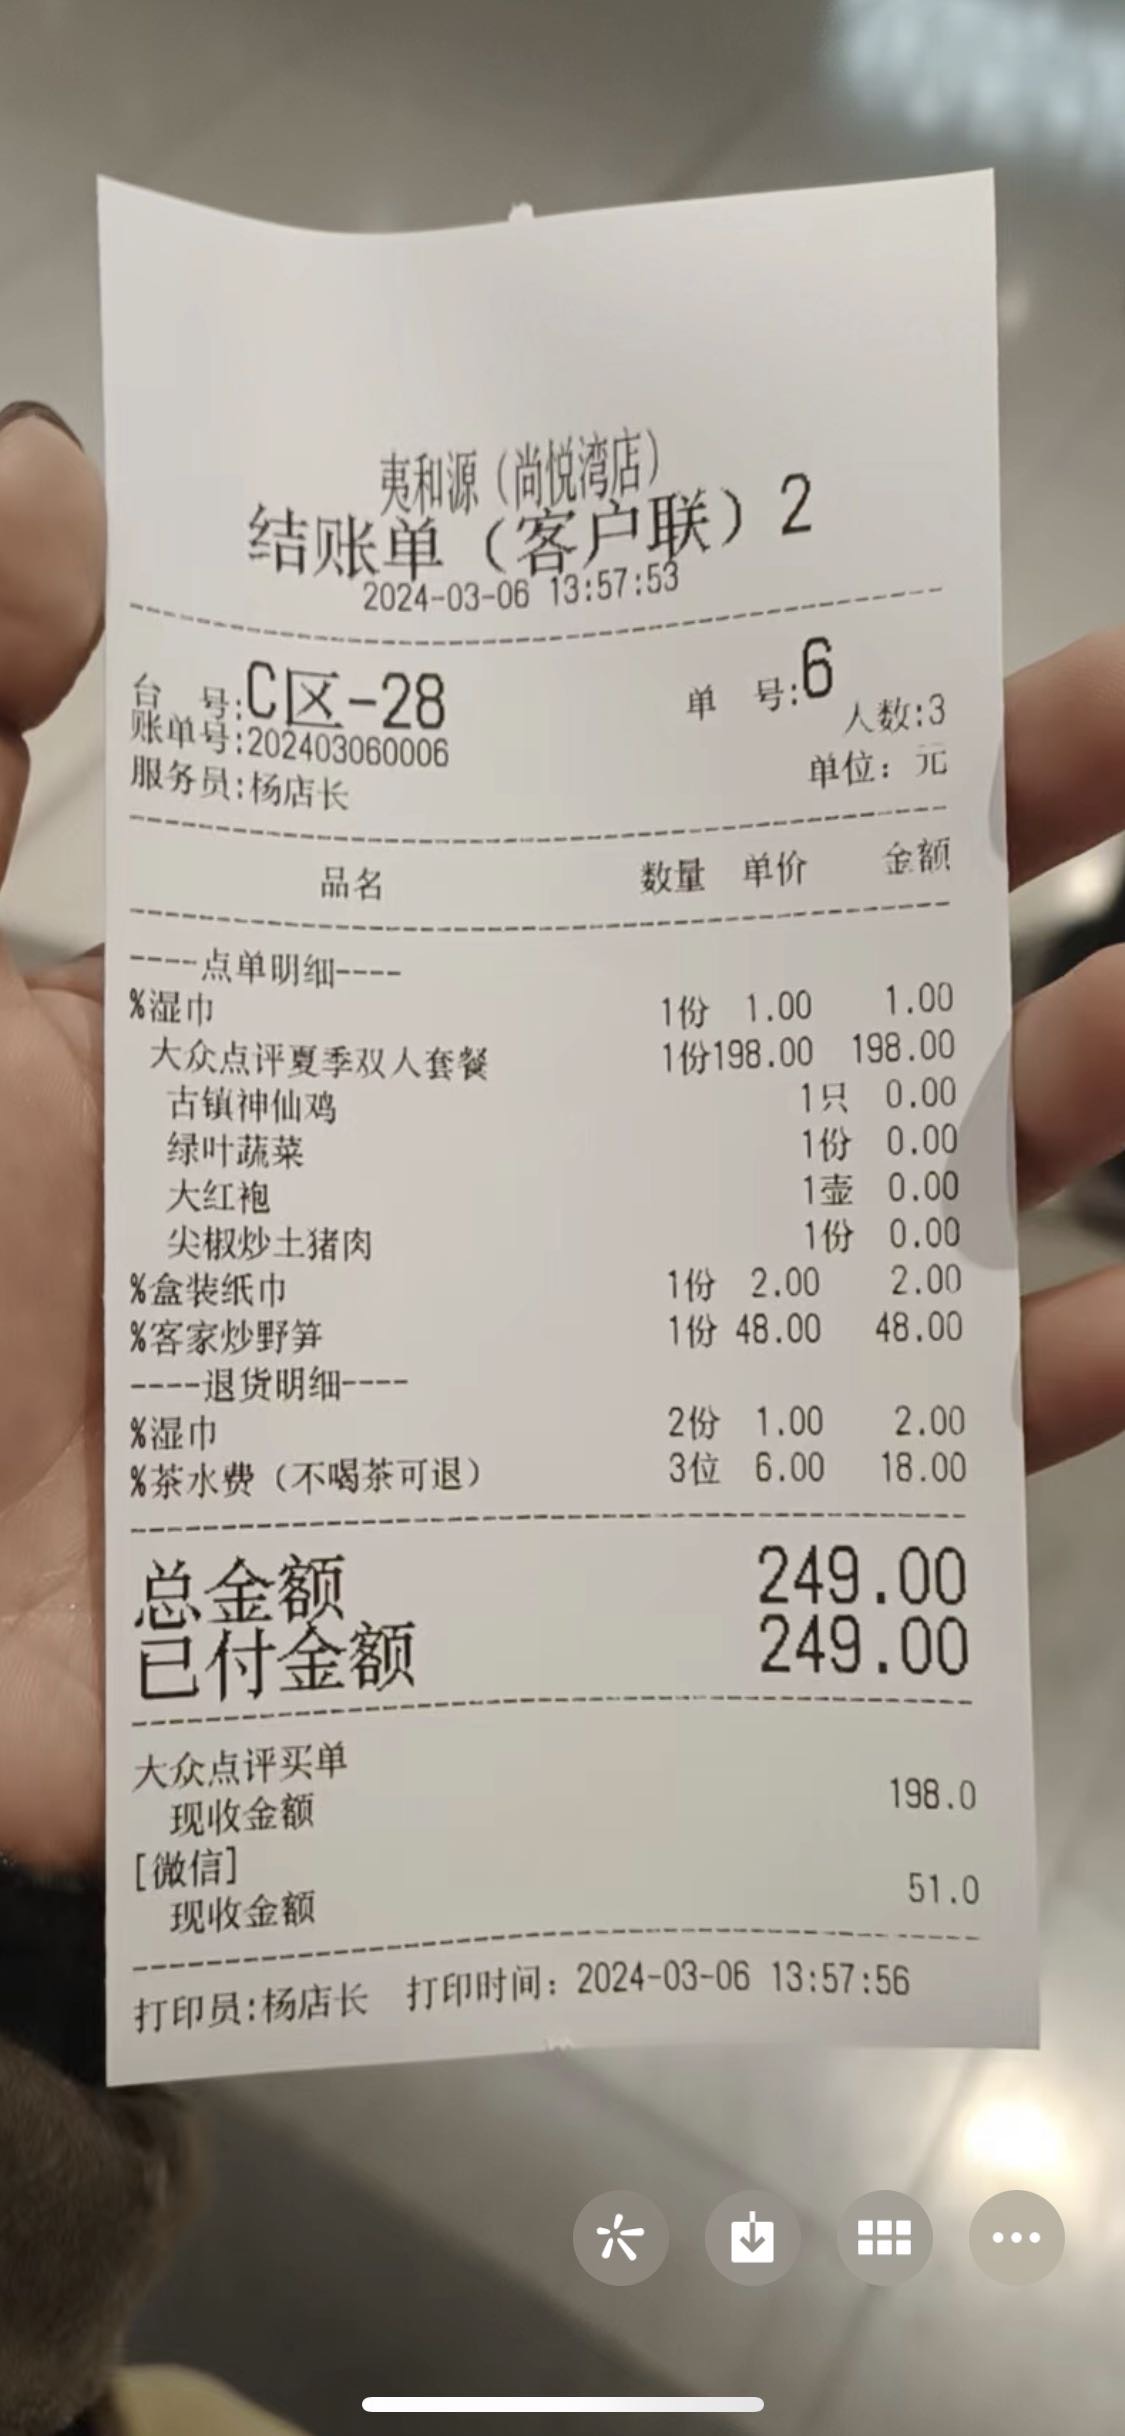 夷和源（尚悦湾店）
结账单（客户联）2
2024-03-06 13:57:53
台 号:C区-28 单 号:6
账单号:202403060006 人数:3
服务员:杨店长 单位：元
品名 数量 单价 金额
----点单明细----
%湿巾 1份 1.00 1.00
大众点评夏季双人套餐 1份198.00 198.00
古镇神仙鸡 1只 0.00
绿叶蔬菜 1份 0.00
大红袍 1壶 0.00
尖椒炒土猪肉 1份 0.00
%盒装纸巾 1份 2.00 2.00
%客家炒野笋 1份 48.00 48.00
----退货明细----
%湿巾 2份 1.00 2.00
%茶水费（不喝茶可退） 3位 6.00 18.00
总金额 249.00
已付金额 249.00
大众点评买单
现收金额 198.0
[微信]
现收金额 51.0
打印员:杨店长 打印时间：2024-03-06 13:57:56